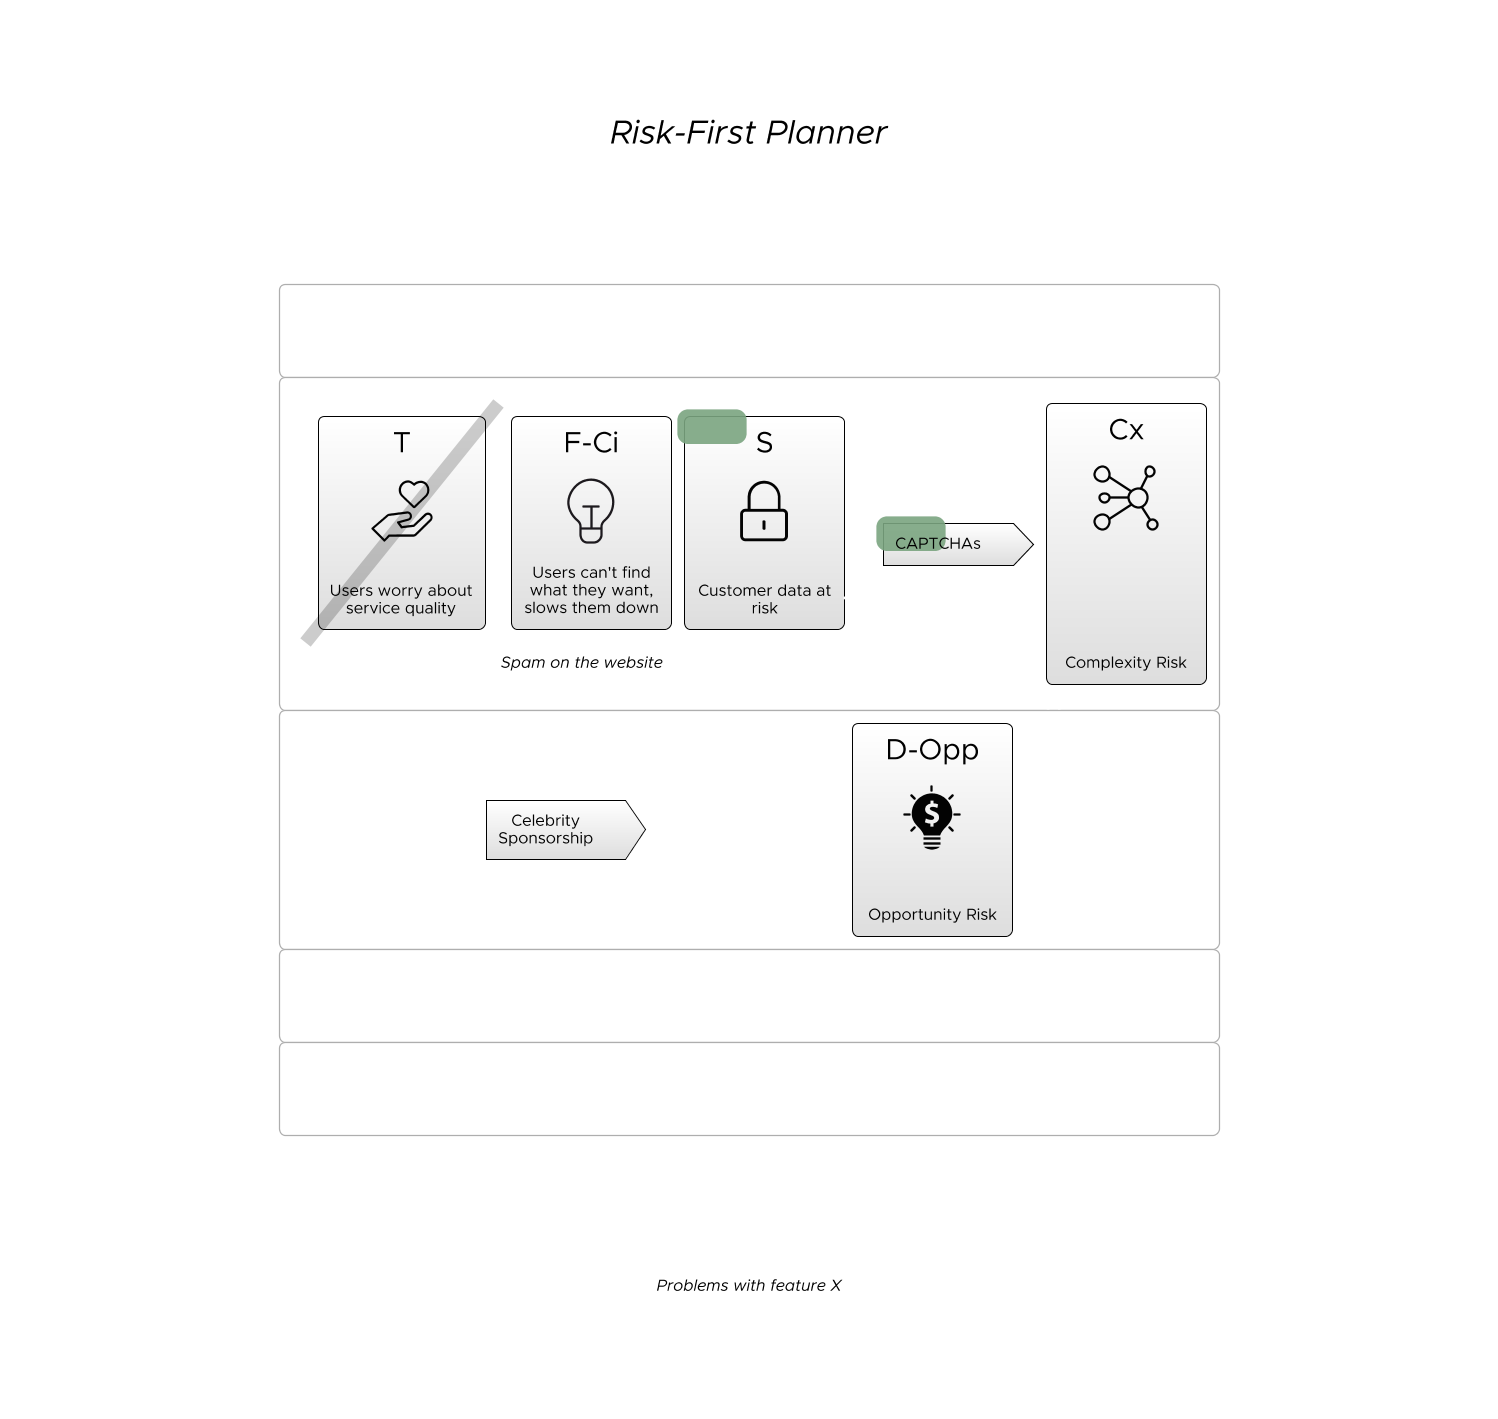 Risk-First Planner
T
Users worry about
service quality
F-Ci
Users can't find
what they want,
slows them down
S
Customer data at
risk
Spam on the website
CAPTCHAs
Cx
Complexity Risk
Celebrity
Sponsorship
D-Opp
$
Opportunity Risk
Problems with feature X